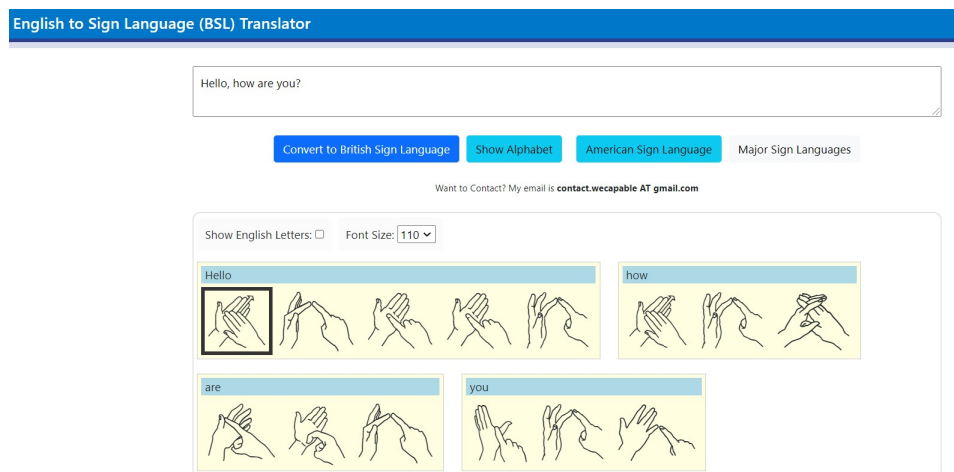 English to Sign Language (BSL) Translator
Hello, how are you?
Convert to British Sign Language Show Alphabet American Sign Language Major Sign Languages
Want to Contact? My email is contact.wecapable AT gmail.com
Show English Letters: Font Size: 110
Hello how
are you